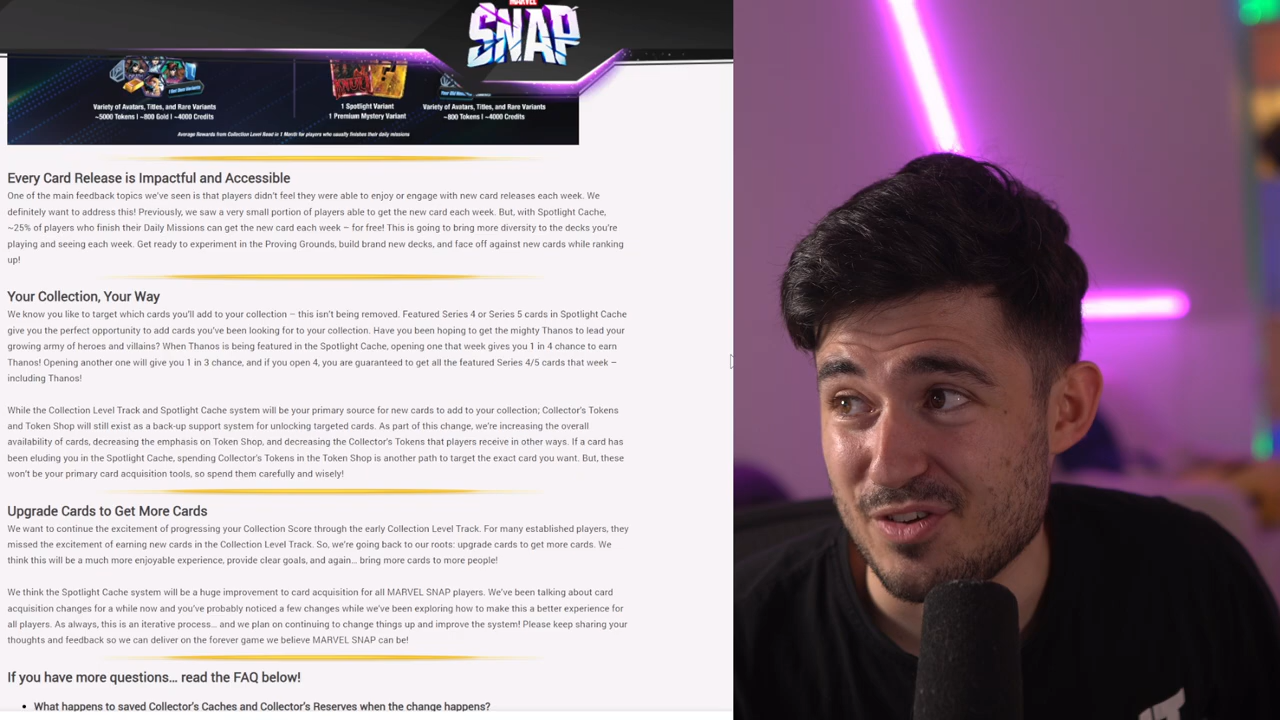 MARVEL
SNAP
Variety of Avatars, Titles, and Rare Variants
~5000 Tokens I ~800 Gold I ~4000 Credits
1 Spotlight Variant
1 Premium Mystery Variant
Variety of Avatars, Titles, and Rare Variants
~800 Tokens I ~4000 Credits
Average Rewards from Collection Level Road in 1 Month for players who usually finishes their daily missions
Every Card Release is Impactful and Accessible
One of the main feedback topics we've seen is that players didn't feel they were able to enjoy or engage with new card releases each week. We
definitely want to address this! Previously, we saw a very small portion of players able to get the new card each week. But, with Spotlight Cache,
~25% of players who finish their Daily Missions can get the new card each week – for free! This is going to bring more diversity to the decks you're
playing and seeing each week. Get ready to experiment in the Proving Grounds, build brand new decks, and face off against new cards while ranking
up!
Your Collection, Your Way
We know you like to target which cards you'll add to your collection – this isn't being removed. Featured Series 4 or Series 5 cards in Spotlight Cache
give you the perfect opportunity to add cards you've been looking for to your collection. Have you been hoping to get the mighty Thanos to lead your
growing army of heroes and villains? When Thanos is being featured in the Spotlight Cache, opening one that week gives you 1 in 4 chance to earn
Thanos! Opening another one will give you 1 in 3 chance, and if you open 4, you are guaranteed to get all the featured Series 4/5 cards that week –
including Thanos!
While the Collection Level Track and Spotlight Cache system will be your primary source for new cards to add to your collection; Collector's Tokens
and Token Shop will still exist as a back-up support system for unlocking targeted cards. As part of this change, we're increasing the overall
availability of cards, decreasing the emphasis on Token Shop, and decreasing the Collector's Tokens that players receive in other ways. If a card has
been eluding you in the Spotlight Cache, spending Collector's Tokens in the Token Shop is another path to target the exact card you want. But, these
won't be your primary card acquisition tools, so spend them carefully and wisely!
Upgrade Cards to Get More Cards
We want to continue the excitement of progressing your Collection Score through the early Collection Level Track. For many established players, they
missed the excitement of earning new cards in the Collection Level Track. So, we're going back to our roots: upgrade cards to get more cards. We
think this will be a much more enjoyable experience, provide clear goals, and again… bring more cards to more people!
We think the Spotlight Cache system will be a huge improvement to card acquisition for all MARVEL SNAP players. We've been talking about card
acquisition changes for a while now and you've probably noticed a few changes while we've been exploring how to make this a better experience for
all players. As always, this is an iterative process… and we plan on continuing to change things up and improve the system! Please keep sharing your
thoughts and feedback so we can deliver on the forever game we believe MARVEL SNAP can be!
If you have more questions… read the FAQ below!
• What happens to saved Collector's Caches and Collector's Reserves when the change happens?